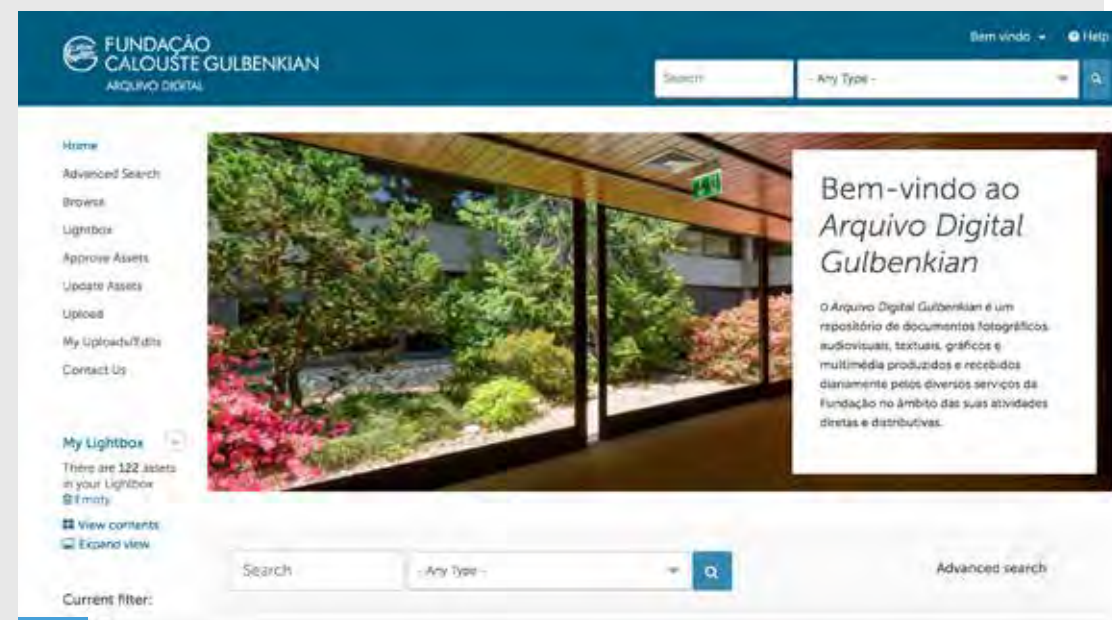 FUNDAÇÃO
CALOUSTE GULBENKIAN
ARQUIVO DIGITAL
Bem vindo
Help
Search
- Any Type -
Home
Advanced Search
Browse
Lightbox
Approve Assets
Update Assets
Upload
My Uploads/Edits
Contact Us
My Lightbox
There are 122 assets
in your Lightbox
Empty
View contents
Expand view
Current filter:
Bem-vindo ao
Arquivo Digital
Gulbenkian
O Arquivo Digital Gulbenkian é um
repositório de documentos fotográficos,
audiovisuais, textuais, gráficos e
multimédia produzidos e recebidos
diariamente pelos diversos serviços da
Fundação no âmbito das suas atividades
diretas e distributivas.
Search
- Any Type -
Advanced search